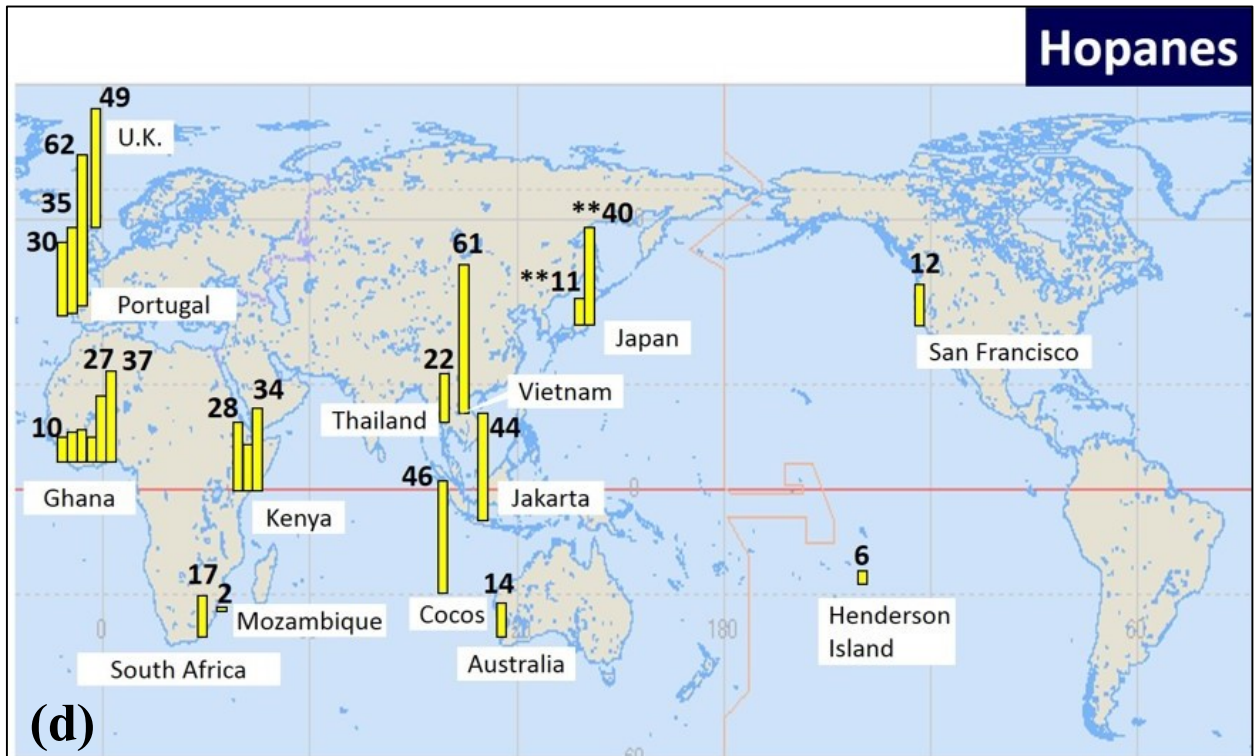 Hopanes
49
U.K.
62
35
30
Portugal
**40
61
**11
Japan
12
San Francisco
27 37
10
Ghana
28
34
Kenya
22
Thailand
Vietnam
44
46
Jakarta
Cocos
0
17
2
Mozambique
South Africa
14
Australia
6
Henderson
Island
0
180
60
60
(d)